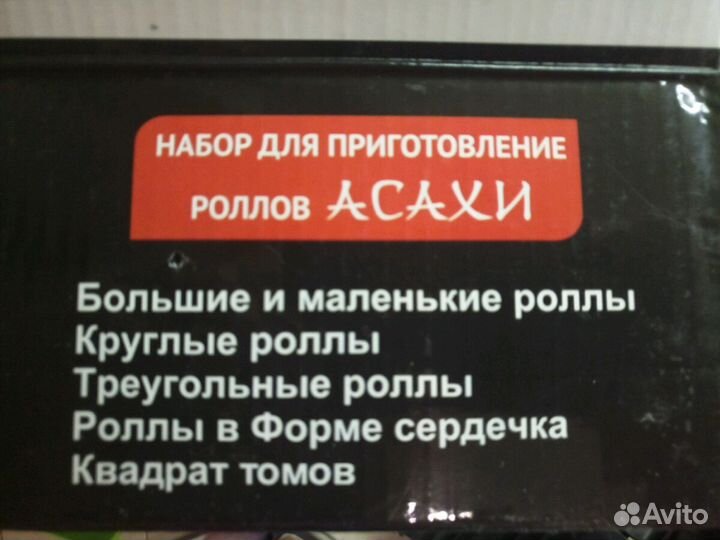 НАБОР ДЛЯ ПРИГОТОВЛЕНИЕ
РОЛЛОВ АСАХИ
Большие и маленькие роллы
Круглые роллы
Треугольные роллы
Роллы в Форме сердечка
Квадрат томов
Avito